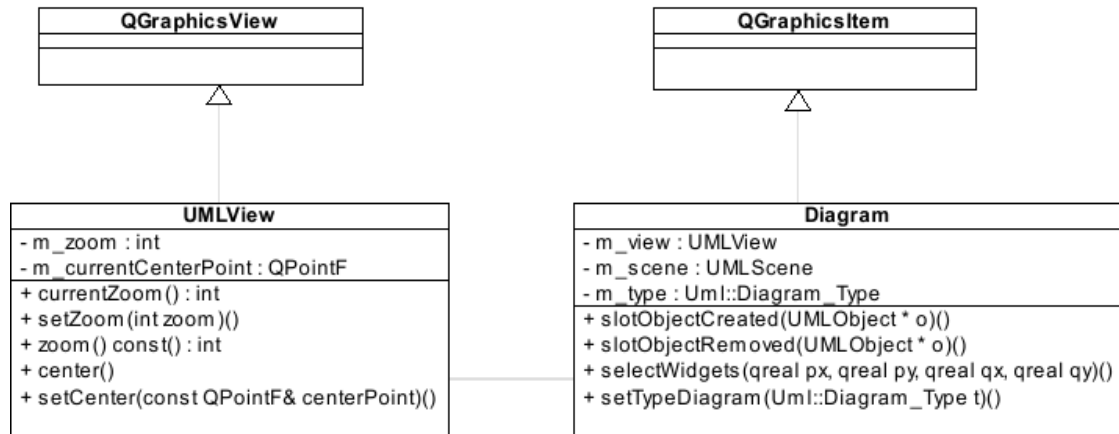 QGraphicsView
QGraphicsItem
UMLView
- m_zoom : int
- m_currentCenterPoint : QPointF
+ currentZoom() : int
+ setZoom(int zoom)()
+ zoom() const() : int
+ center()
+ setCenter(const QPointF& centerPoint)()
Diagram
- m_view : UMLView
- m_scene : UMLScene
- m_type : Uml::Diagram_Type
+ slotObjectCreated(UMLObject * o)()
+ slotObjectRemoved(UMLObject * o)()
+ selectWidgets(qreal px, qreal py, qreal qx, qreal qy)()
+ setTypeDiagram(Uml::Diagram_Type t)()